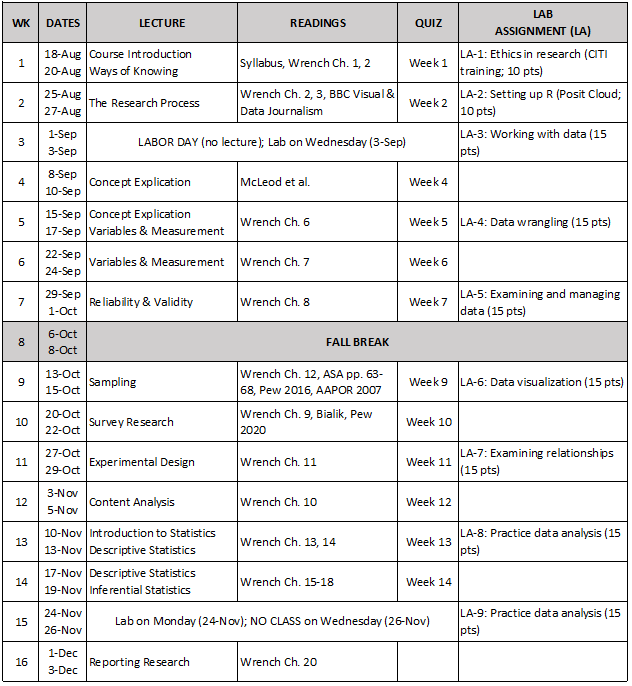 WK DATES LECTURE READINGS QUIZ LAB
ASSIGNMENT (LA)
1 18-Aug Course Introduction Syllabus, Wrench Ch. 1, 2 Week 1 LA-1: Ethics in research (CITI
20-Aug Ways of Knowing training; 10 pts)
2 25-Aug The Research Process Wrench Ch. 2, 3, BBC Visual & Week 2 LA-2: Setting up R (Posit Cloud;
27-Aug Data Journalism 10 pts)
3 1-Sep LABOR DAY (no lecture); Lab on Wednesday (3-Sep) LA-3: Working with data (15
3-Sep pts)
4 8-Sep Concept Explication McLeod et al. Week 4
10-Sep
5 15-Sep Concept Explication Wrench Ch. 6 Week 5 LA-4: Data wrangling (15 pts)
17-Sep Variables & Measurement
6 22-Sep Variables & Measurement Wrench Ch. 7 Week 6
24-Sep
7 29-Sep Reliability & Validity Wrench Ch. 8 Week 7 LA-5: Examining and managing
1-Oct data (15 pts)
8 6-Oct FALL BREAK
8-Oct
9 13-Oct Sampling Wrench Ch. 12, ASA pp. 63- Week 9 LA-6: Data visualization (15 pts)
15-Oct 68, Pew 2016, AAPOR 2007
10 20-Oct Survey Research Wrench Ch. 9, Bialik, Pew Week 10
22-Oct 2020
11 27-Oct Experimental Design Wrench Ch. 11 Week 11 LA-7: Examining relationships
29-Oct (15 pts)
12 3-Nov Content Analysis Wrench Ch. 10 Week 12
5-Nov
13 10-Nov Introduction to Statistics Wrench Ch. 13, 14 Week 13 LA-8: Practice data analysis (15
13-Nov Descriptive Statistics pts)
14 17-Nov Descriptive Statistics Wrench Ch. 15-18 Week 14
19-Nov Inferential Statistics
15 24-Nov Lab on Monday (24-Nov); NO CLASS on Wednesday (26-Nov) LA-9: Practice data analysis (15
26-Nov pts)
16 1-Dec Reporting Research Wrench Ch. 20
3-Dec